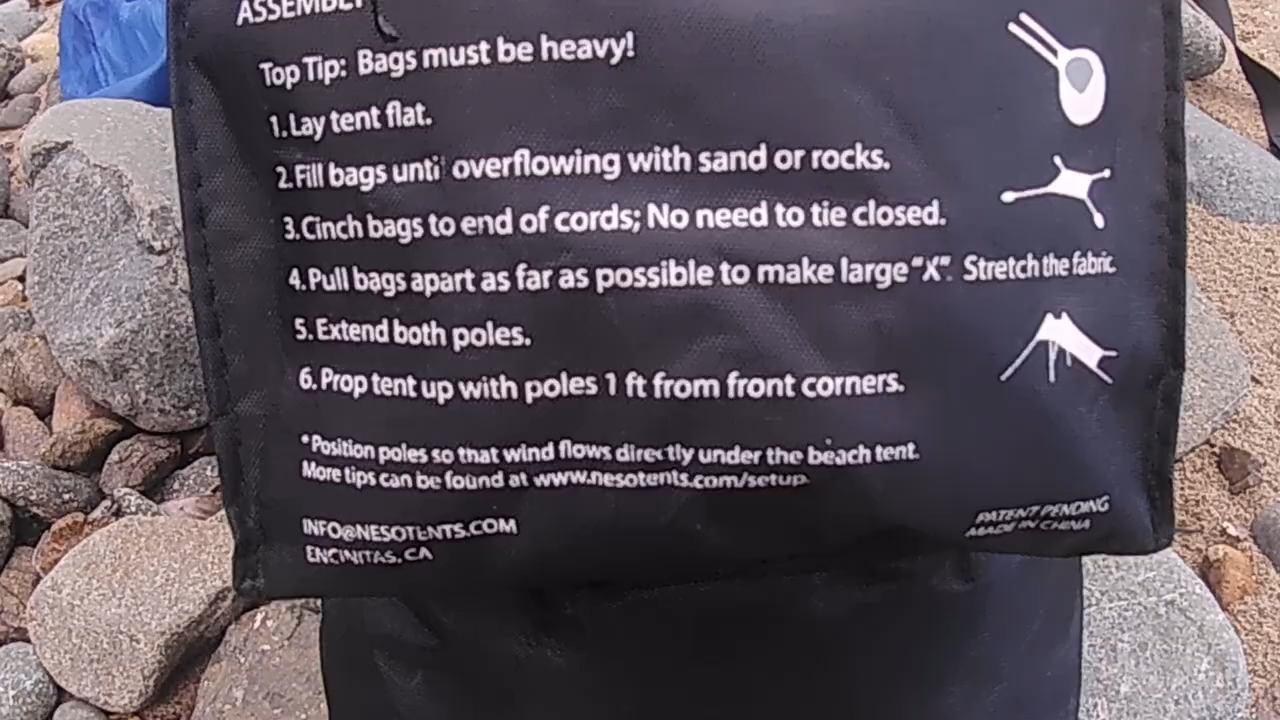 ASSEMBLY
Top Tip: Bags must be heavy!
1. Lay tent flat.
2. Fill bags until overflowing with sand or rocks.
3. Cinch bags to end of cords; No need to tie closed.
4. Pull bags apart as far as possible to make large "X". Stretch the fabric.
5. Extend both poles.
6. Prop tent up with poles 1 ft from front corners.
*Position poles so that wind flows directly under the beach tent.
More tips can be found at www.nesotents.com/setup.
INFO@NESOTENTS.COM
ENCINITAS, CA
PATENT PENDING
MADE IN CHINA